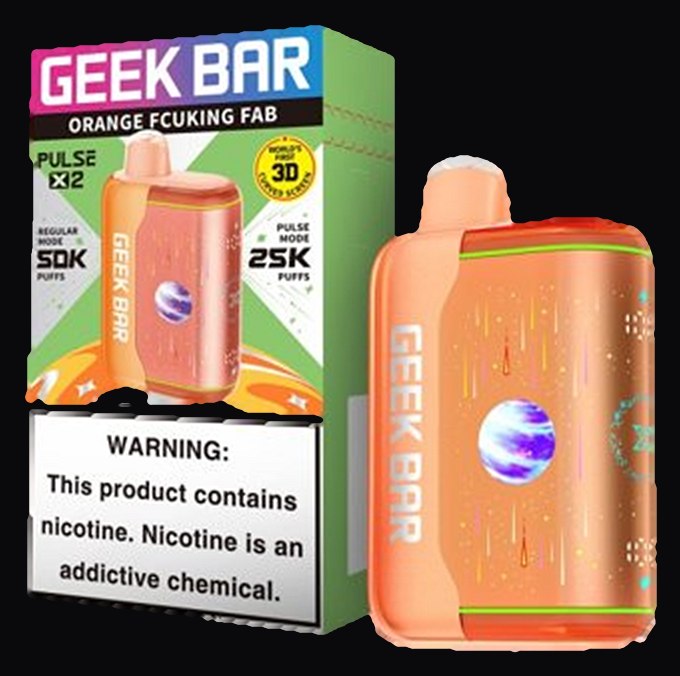 GEEK BAR
ORANGE FCUKING FAB
PULSE
X2
WORLD'S
FIRST
3D
CURVED SCREEN
REGULAR
MODE
50K
PUFFS
PULSE
MODE
25K
PUFFS
GEEK BAR
GEEK BAR
WARNING:
This product contains
nicotine. Nicotine is an
addictive chemical.